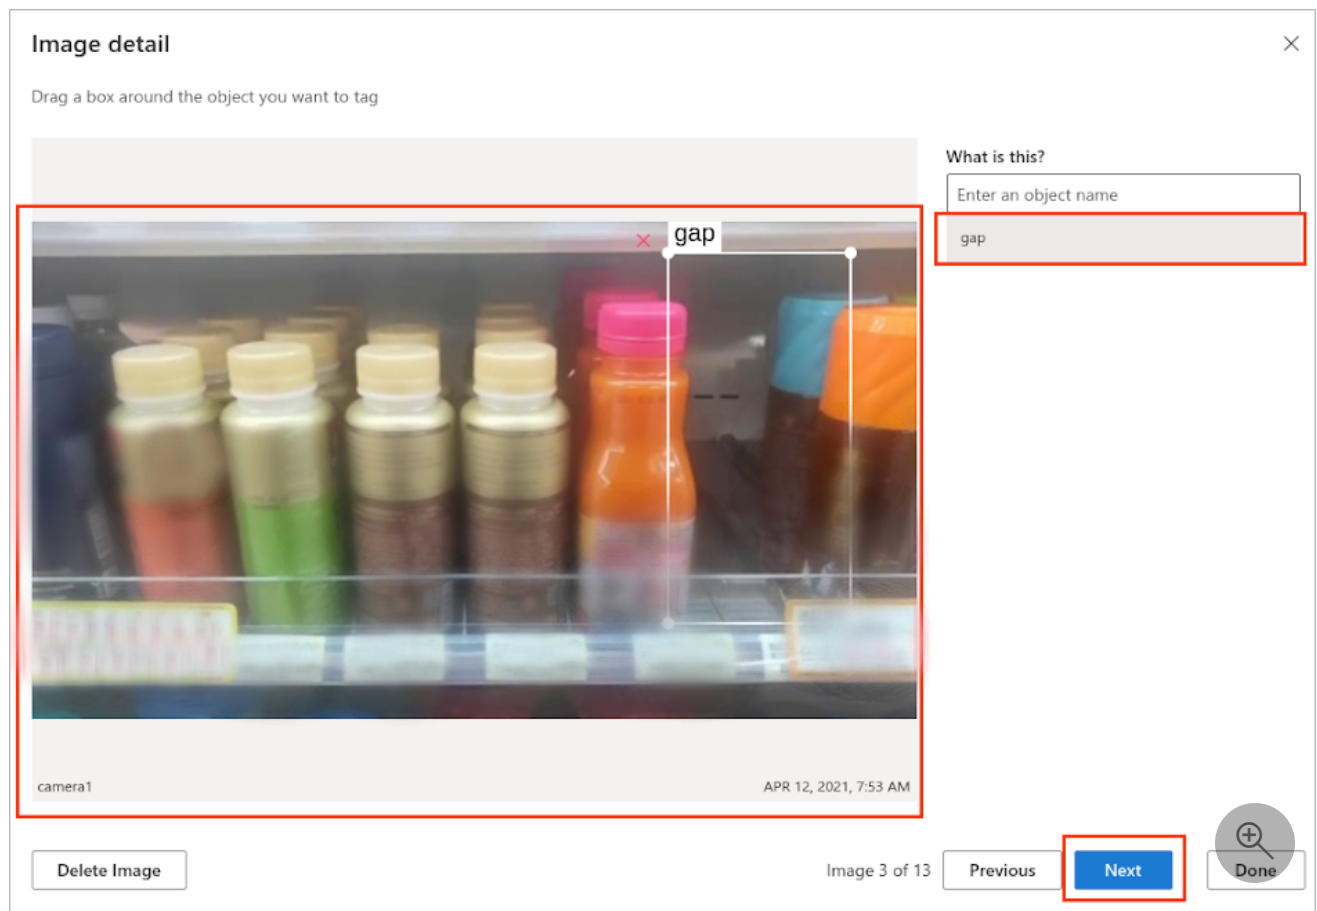 Image detail
Drag a box around the object you want to tag
What is this?
Enter an object name
gap
gap
camera1
APR 12, 2021, 7:53 AM
Delete Image
Image 3 of 13
Previous
Next
Done